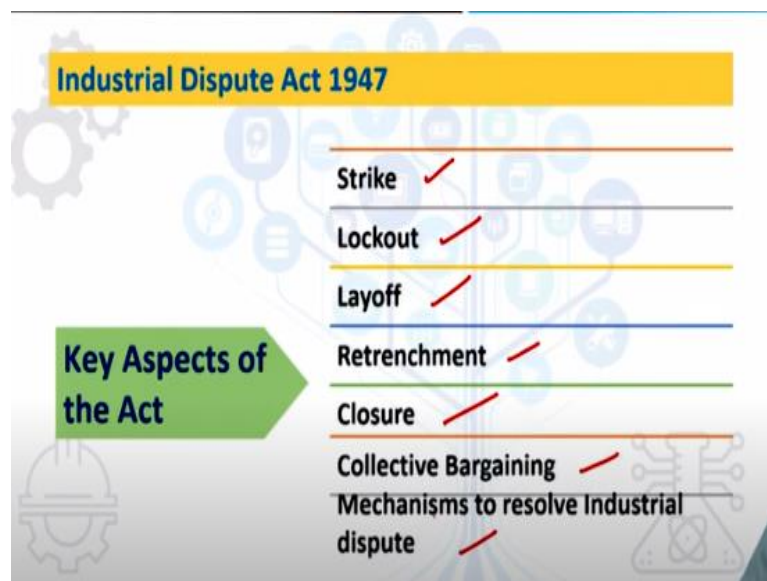 Industrial Dispute Act 1947
Key Aspects of
the Act
Strike
Lockout
Layoff
Retrenchment
Closure
Collective Bargaining
Mechanisms to resolve Industrial
dispute